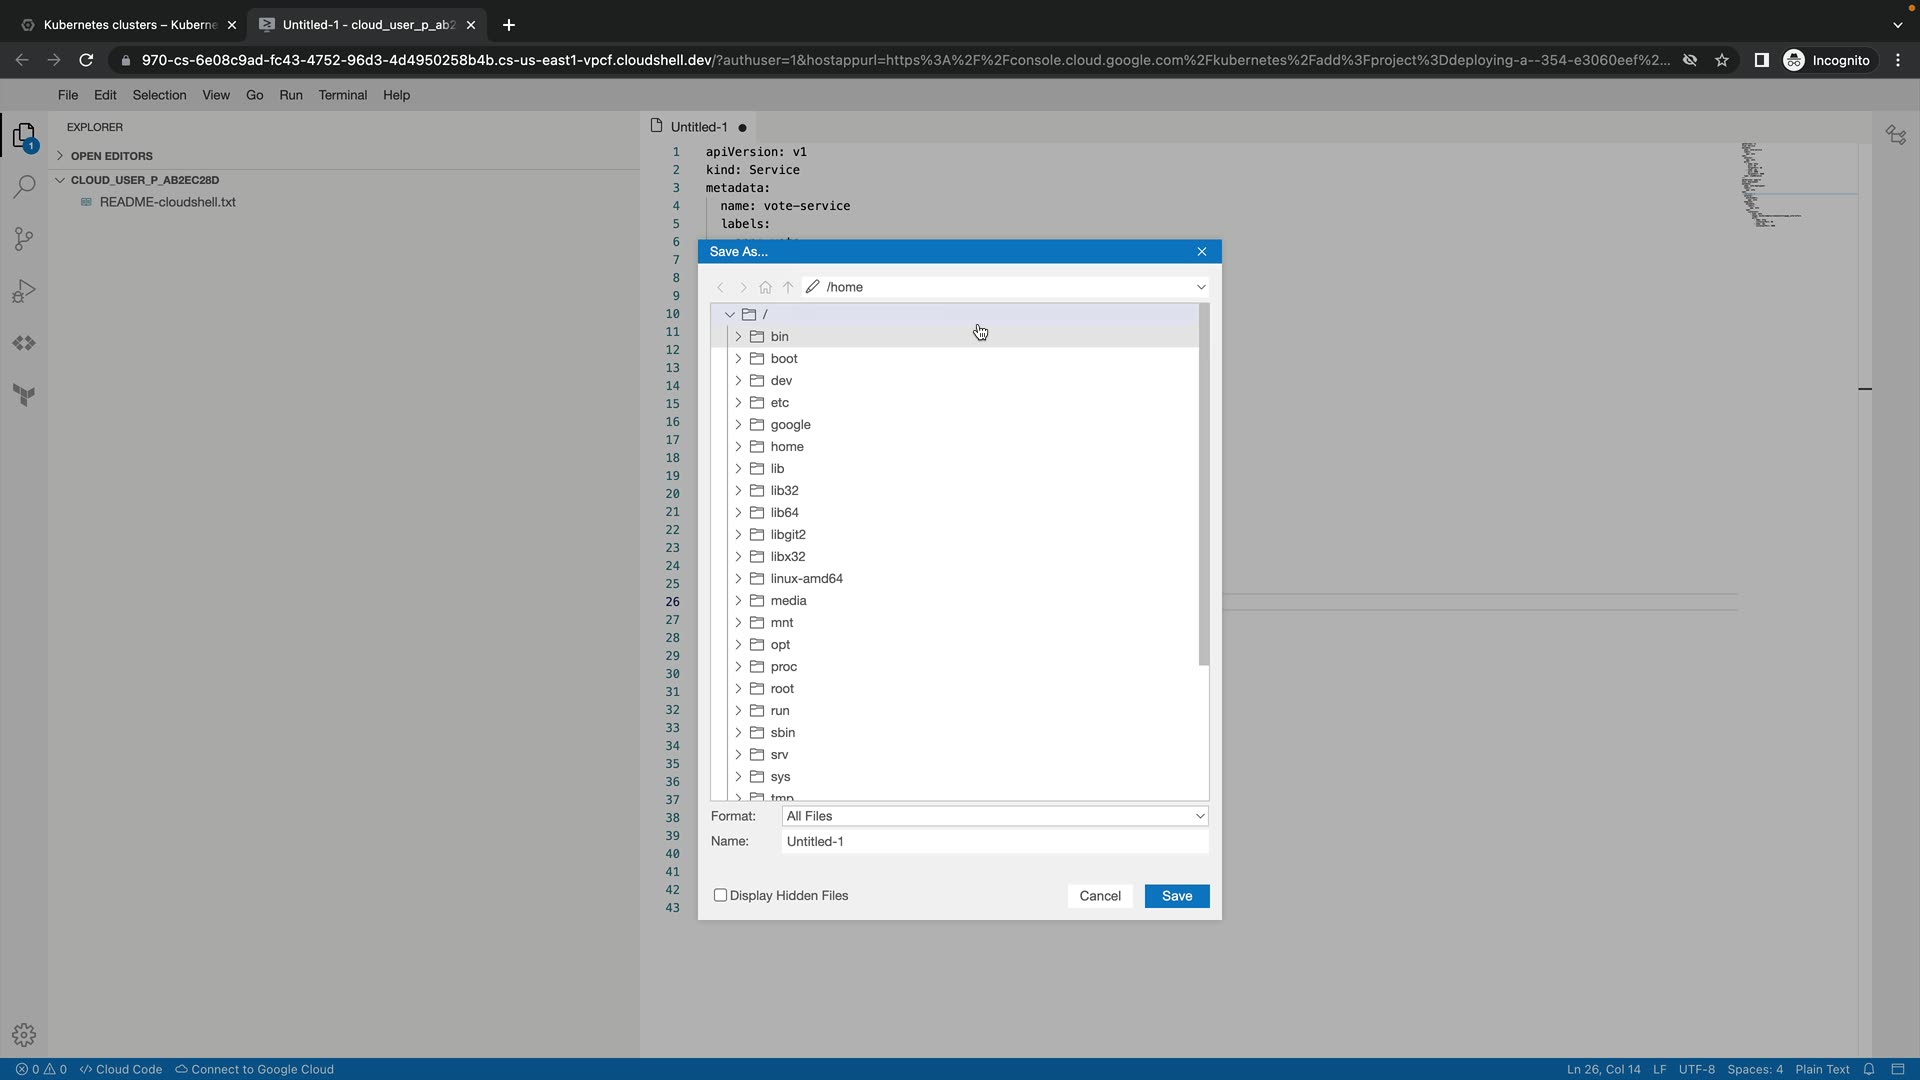 Kubernetes clusters – Kuberne
Untitled-1 - cloud_user_p_ab2
970-cs-6e08c9ad-fc43-4752-96d3-4d4950258b4b.cs-us-east1-vpcf.cloudshell.dev/?authuser=1&hostappurl=https%3A%2F%2Fconsole.cloud.google.com%2Fkubernetes%2Fadd%3Fproject%3Ddeploying-a--354-e3060eef%2...
Incognito
File Edit Selection View Go Run Terminal Help
EXPLORER
OPEN EDITORS
CLOUD_USER_P_AB2EC28D
README-cloudshell.txt
1
Untitled-1
1 apiVersion: v1
2 kind: Service
3 metadata:
4 name: vote-service
5 labels:
6
7
8
9
10
11
12
13
14
15
16
17
18
19
20
21
22
23
24
25
26
27
28
29
30
31
32
33
34
35
36
37
38
39
40
41
42
43
Save As...
/home
/
bin
boot
dev
etc
google
home
lib
lib32
lib64
libgit2
libx32
linux-amd64
media
mnt
opt
proc
root
run
sbin
srv
sys
tmp
Format: All Files
Name: Untitled-1
Display Hidden Files
Cancel
Save
0 0 Cloud Code Connect to Google Cloud
Ln 26, Col 14 LF UTF-8 Spaces: 4 Plain Text